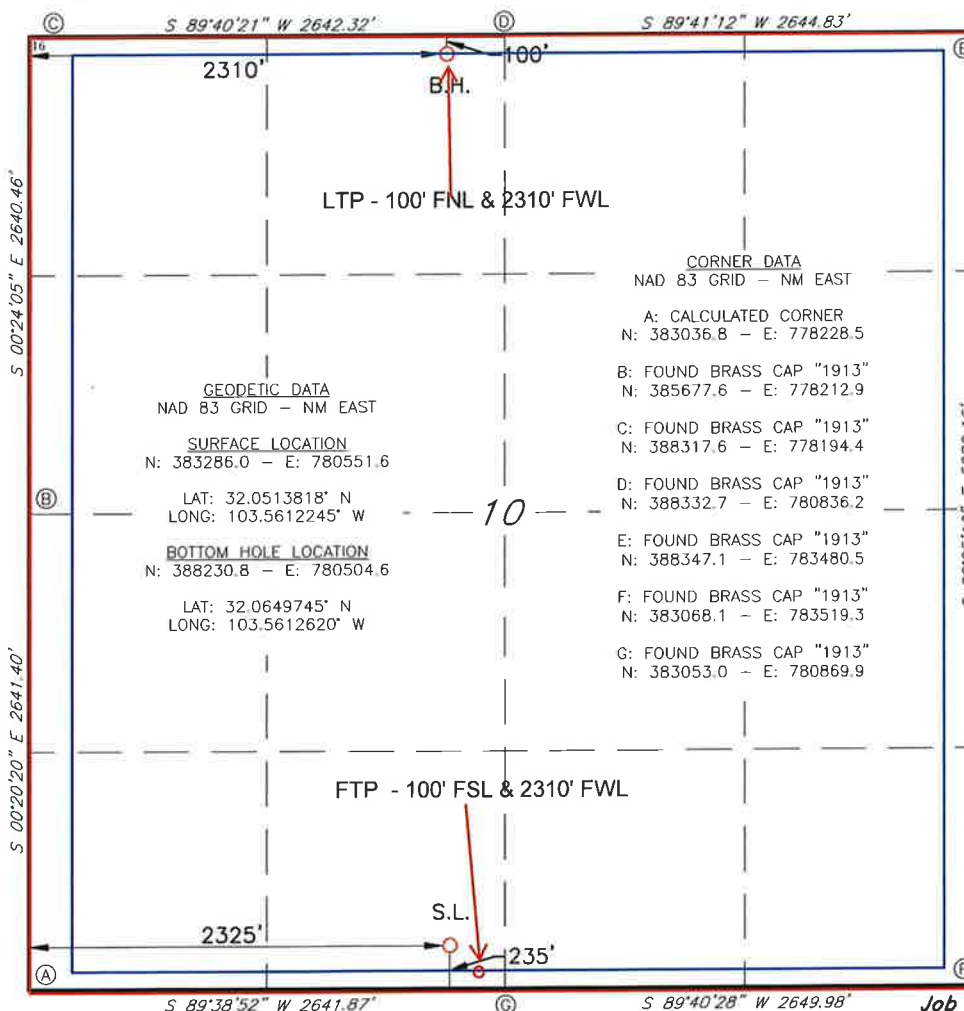 Ⓒ S 89°40'21" W 2642.32' Ⓓ S 89°41'12" W 2644.83'
Ⓔ
16
2310'
100'
B.H.
LTP - 100' FNL & 2310' FWL
S 00°24'05" E 2640.46'
CORNER DATA
NAD 83 GRID – NM EAST
A: CALCULATED CORNER
N: 383036.8 – E: 778228.5
B: FOUND BRASS CAP "1913"
N: 385677.6 – E: 778212.9
C: FOUND BRASS CAP "1913"
N: 388317.6 – E: 778194.4
D: FOUND BRASS CAP "1913"
N: 388332.7 – E: 780836.2
E: FOUND BRASS CAP "1913"
N: 388347.1 – E: 783480.5
F: FOUND BRASS CAP "1913"
N: 383068.1 – E: 783519.3
G: FOUND BRASS CAP "1913"
N: 383053.0 – E: 780869.9
GEODETIC DATA
NAD 83 GRID – NM EAST
SURFACE LOCATION
N: 383286.0 – E: 780551.6
LAT: 32.0513818° N
LONG: 103.5612245° W
BOTTOM HOLE LOCATION
N: 388230.8 – E: 780504.6
LAT: 32.0649745° N
LONG: 103.5612620° W
Ⓑ
10
S 00°20'20" E 2641.40'
FTP - 100' FSL & 2310' FWL
S.L.
2325'
235'
Ⓐ
Ⓕ
S 89°38'52" W 2641.87' Ⓖ S 89°40'28" W 2649.98'
Job